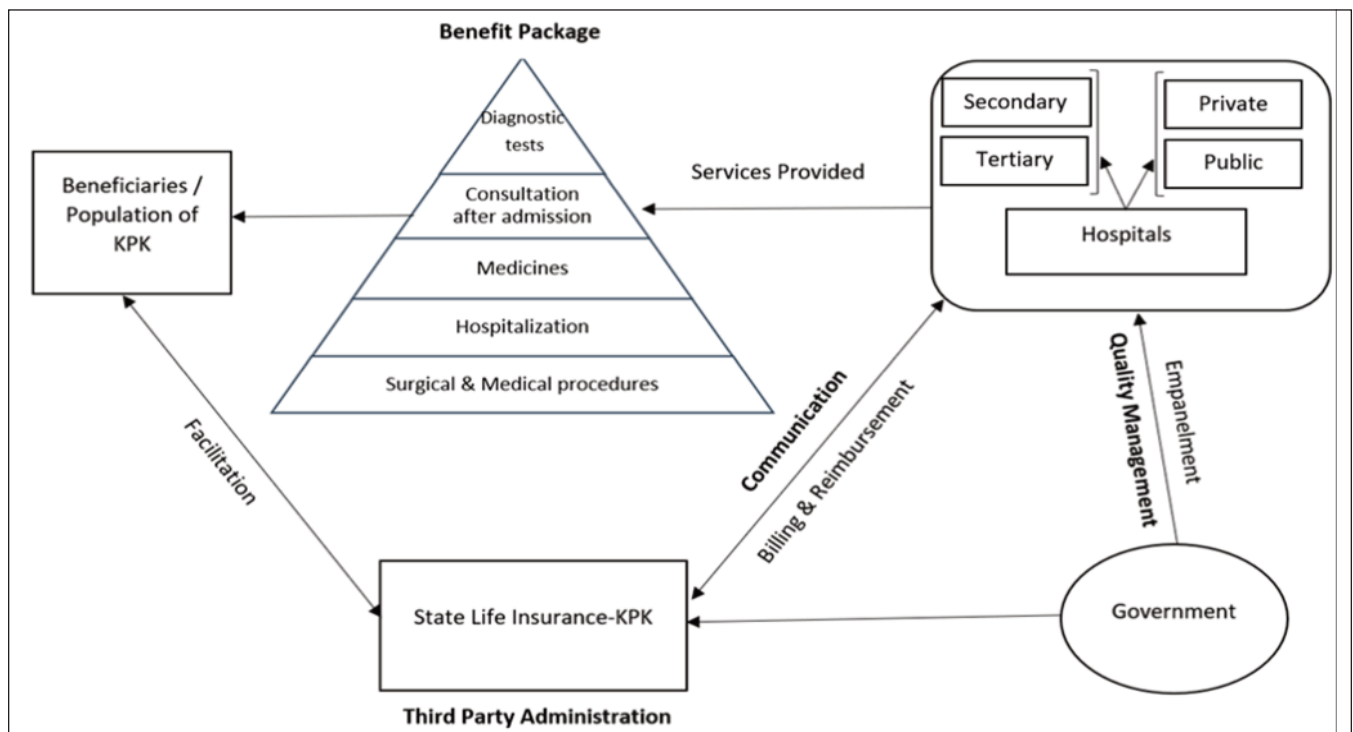 Benefit Package
Diagnostic
tests
Consultation
after admission
Medicines
Hospitalization
Surgical & Medical procedures
Beneficiaries /
Population of
KPK
Services Provided
Secondary
Tertiary
Private
Public
Hospitals
Facilitation
Communication
Billing & Reimbursement
Quality Management
Empanelment
State Life Insurance-KPK
Third Party Administration
Government